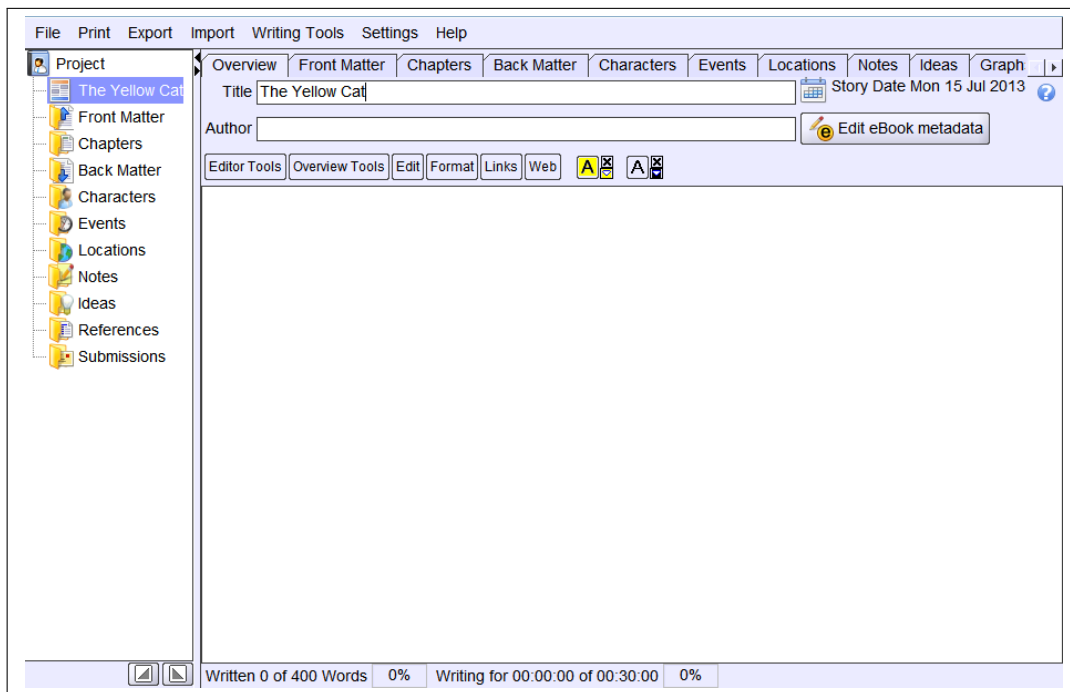 File Print Export Import Writing Tools Settings Help
Project
The Yellow Cat
Front Matter
Chapters
Back Matter
Characters
Events
Locations
Notes
Ideas
References
Submissions
Overview Front Matter Chapters Back Matter Characters Events Locations Notes Ideas Graph
Title The Yellow Cat Story Date Mon 15 Jul 2013
Author Edit eBook metadata
Editor Tools Overview Tools Edit Format Links Web A A
Written 0 of 400 Words 0% Writing for 00:00:00 of 00:30:00 0%